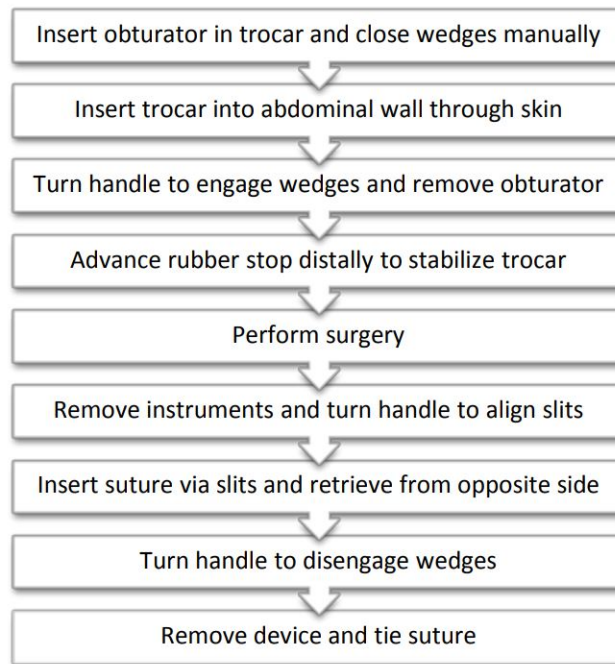 Insert obturator in trocar and close wedges manually
Insert trocar into abdominal wall through skin
Turn handle to engage wedges and remove obturator
Advance rubber stop distally to stabilize trocar
Perform surgery
Remove instruments and turn handle to align slits
Insert suture via slits and retrieve from opposite side
Turn handle to disengage wedges
Remove device and tie suture